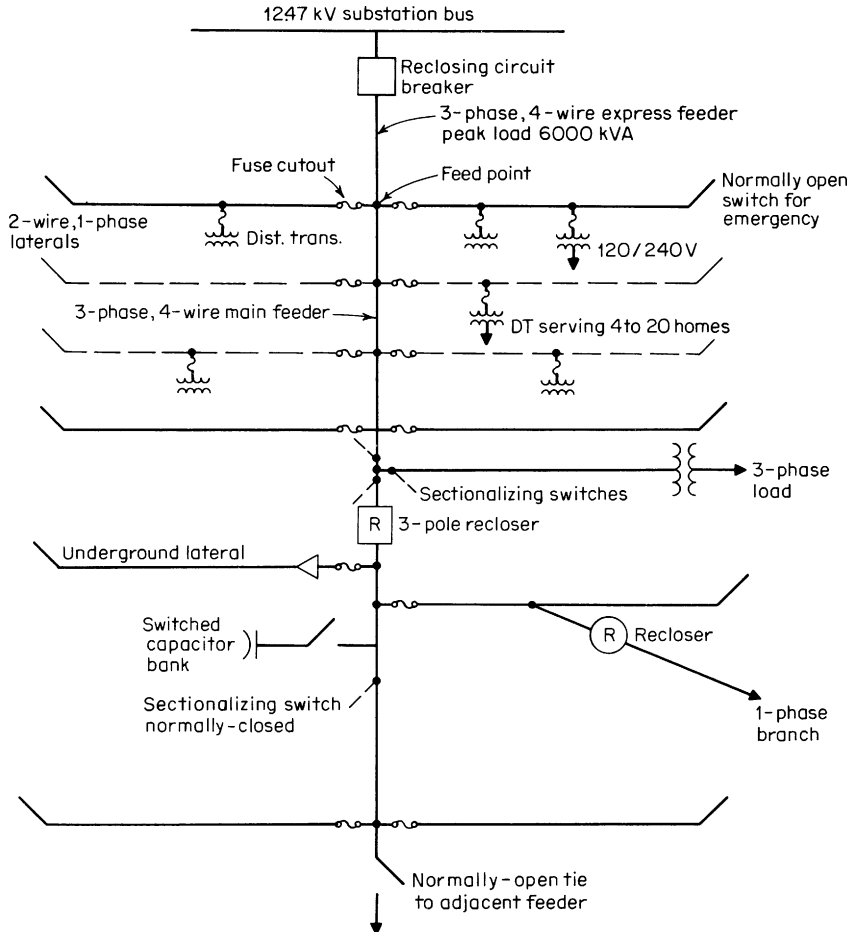 12.47 kV substation bus
Reclosing circuit
breaker
3-phase, 4-wire express feeder
peak load 6000 kVA
Fuse cutout
Feed point
Normally open
switch for
emergency
2-wire, 1-phase
laterals
Dist. trans.
120/240 V
3-phase, 4-wire main feeder
DT serving 4 to 20 homes
Sectionalizing switches
3-phase
load
R
3-pole recloser
Underground lateral
Switched
capacitor
bank
R
Recloser
Sectionalizing switch
normally-closed
1-phase
branch
Normally-open tie
to adjacent feeder